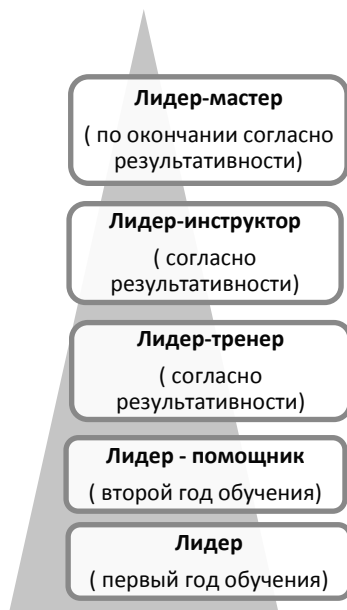 Лидер-мастер
( по окончании согласно
результативности)
Лидер-инструктор
( согласно
результативности)
Лидер-тренер
( согласно
результативности)
Лидер - помощник
( второй год обучения)
Лидер
( первый год обучения)